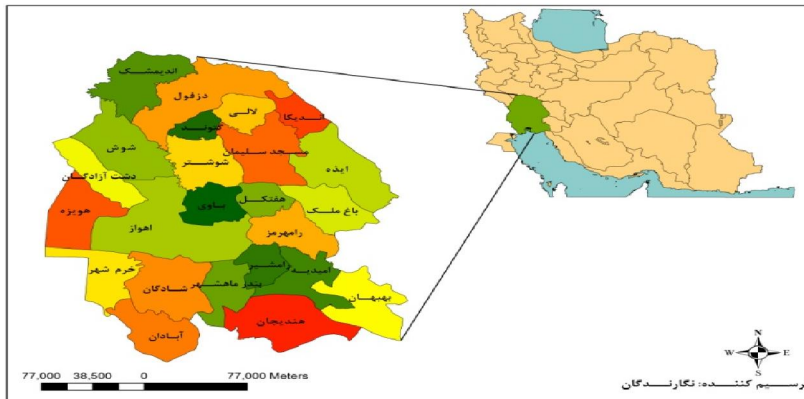 اندیمشک
دزفول
لالی
اندیکا
گتوند
شوش
شوشتر
مسجد سلیمان
ایذه
دشت آزادگان
هویزه
باوی
هفتکل
باغ ملک
اهواز
رامهرمز
خرم شهر
شادگان
بندر ماهشهر
رامشیر
امیدیه
بهبهان
هندیجان
آبادان
77,000 38,500 0 77,000 Meters
N
W E
S
رسیم کننده: نگارندگان